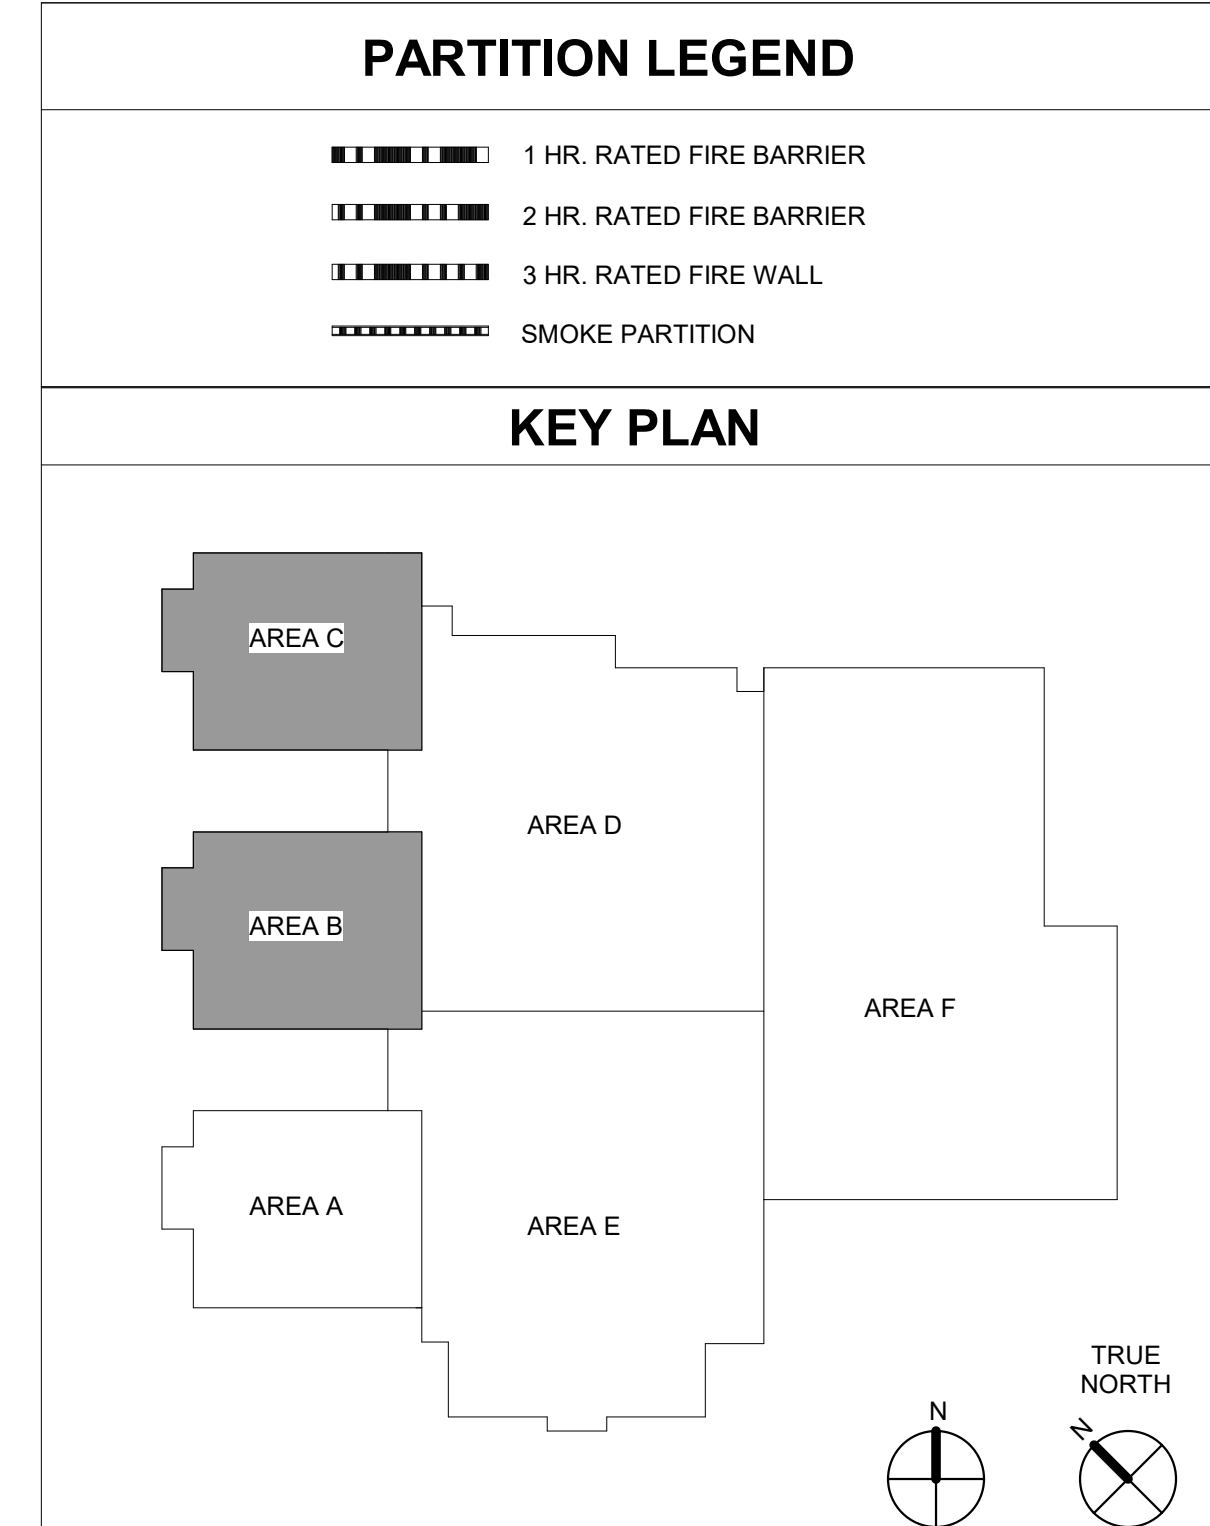 PARTITION LEGEND
1 HR. RATED FIRE BARRIER
2 HR. RATED FIRE BARRIER
3 HR. RATED FIRE WALL
SMOKE PARTITION
KEY PLAN
AREA C
AREA D
AREA B
AREA F
AREA A
AREA E
TRUE
NORTH
N
N